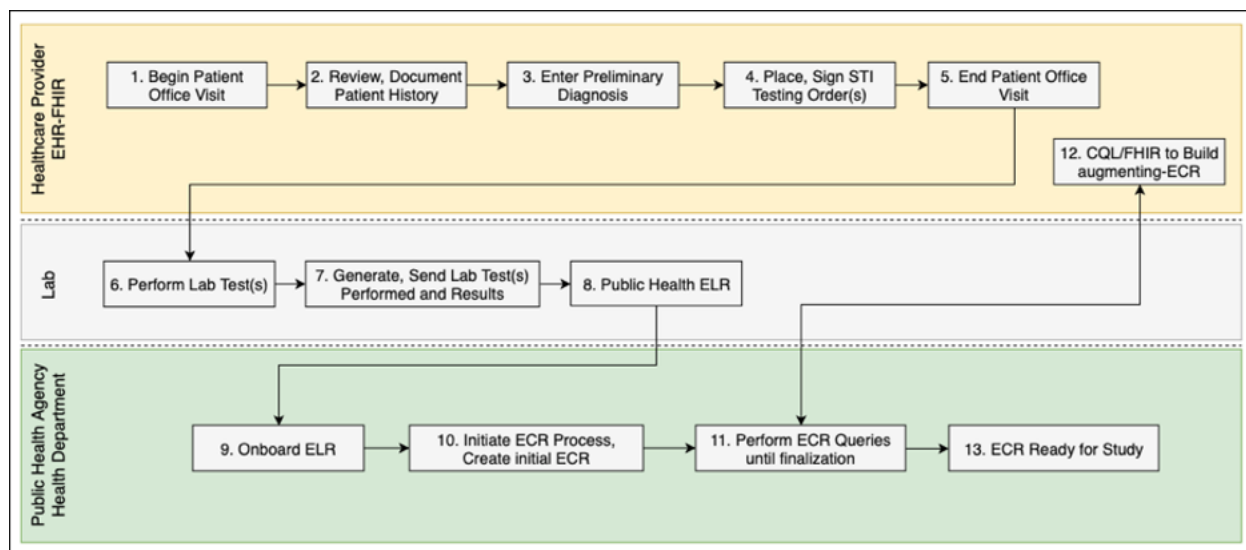 Healthcare Provider
EHR-FHIR
1. Begin Patient
Office Visit
2. Review, Document
Patient History
3. Enter Preliminary
Diagnosis
4. Place, Sign STI
Testing Order(s)
5. End Patient Office
Visit
12. CQL/FHIR to Build
augmenting-ECR
Lab
6. Perform Lab Test(s)
7. Generate, Send Lab Test(s)
Performed and Results
8. Public Health ELR
Public Health Agency
Health Department
9. Onboard ELR
10. Initiate ECR Process,
Create initial ECR
11. Perform ECR Queries
until finalization
13. ECR Ready for Study